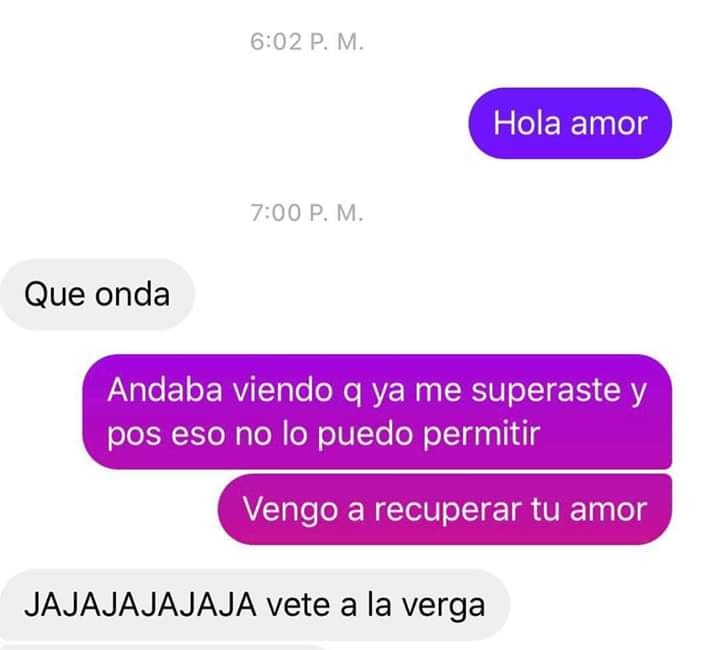 6:02 P. M.
Hola amor
7:00 P. M.
Que onda
Andaba viendo q ya me superaste y
pos eso no lo puedo permitir
Vengo a recuperar tu amor
JAJAJAJAJAJA vete a la verga